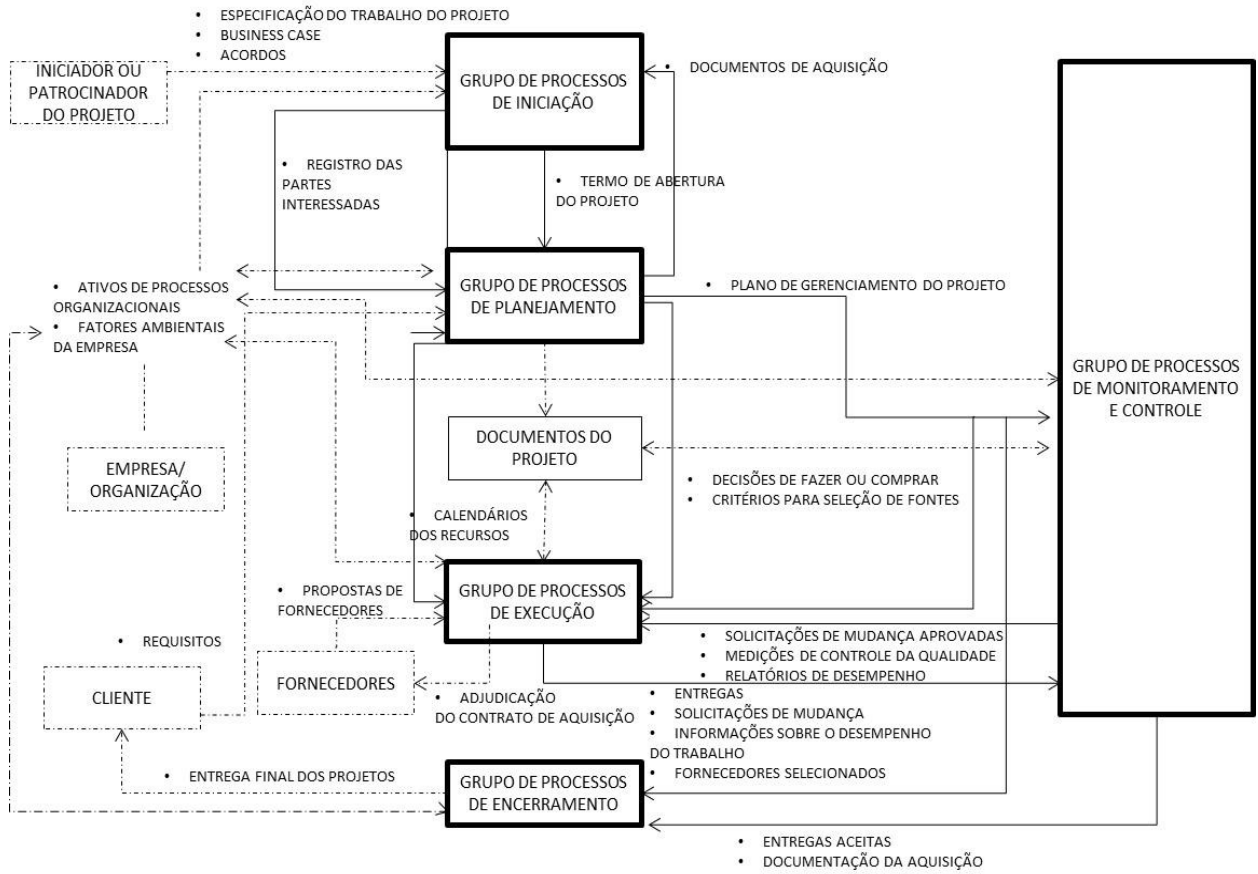 • ESPECIFICAÇÃO DO TRABALHO DO PROJETO
• BUSINESS CASE
• ACORDOS
INICIADOR OU
PATROCINADOR
DO PROJETO
GRUPO DE PROCESSOS
DE INICIAÇÃO
• DOCUMENTOS DE AQUISIÇÃO
• REGISTRO DAS
PARTES
INTERESSADAS
• TERMO DE ABERTURA
DO PROJETO
GRUPO DE PROCESSOS
DE PLANEJAMENTO
• ATIVOS DE PROCESSOS
ORGANIZACIONAIS
• FATORES AMBIENTAIS
DA EMPRESA
• PLANO DE GERENCIAMENTO DO PROJETO
GRUPO DE PROCESSOS
DE MONITORAMENTO
E CONTROLE
DOCUMENTOS DO
PROJETO
EMPRESA/
ORGANIZAÇÃO
• DECISÕES DE FAZER OU COMPRAR
• CRITÉRIOS PARA SELEÇÃO DE FONTES
• CALENDÁRIOS
DOS RECURSOS
GRUPO DE PROCESSOS
DE EXECUÇÃO
• PROPOSTAS DE
FORNECEDORES
• REQUISITOS
CLIENTE
FORNECEDORES
• SOLICITAÇÕES DE MUDANÇA APROVADAS
• MEDIÇÕES DE CONTROLE DA QUALIDADE
• RELATÓRIOS DE DESEMPENHO
• ADJUDICAÇÃO
DO CONTRATO DE AQUISIÇÃO
• ENTREGAS
• SOLICITAÇÕES DE MUDANÇA
• INFORMAÇÕES SOBRE O DESEMPENHO
DO TRABALHO
• FORNECEDORES SELECIONADOS
• ENTREGA FINAL DOS PROJETOS
GRUPO DE PROCESSOS
DE ENCERRAMENTO
• ENTREGAS ACEITAS
• DOCUMENTAÇÃO DA AQUISIÇÃO